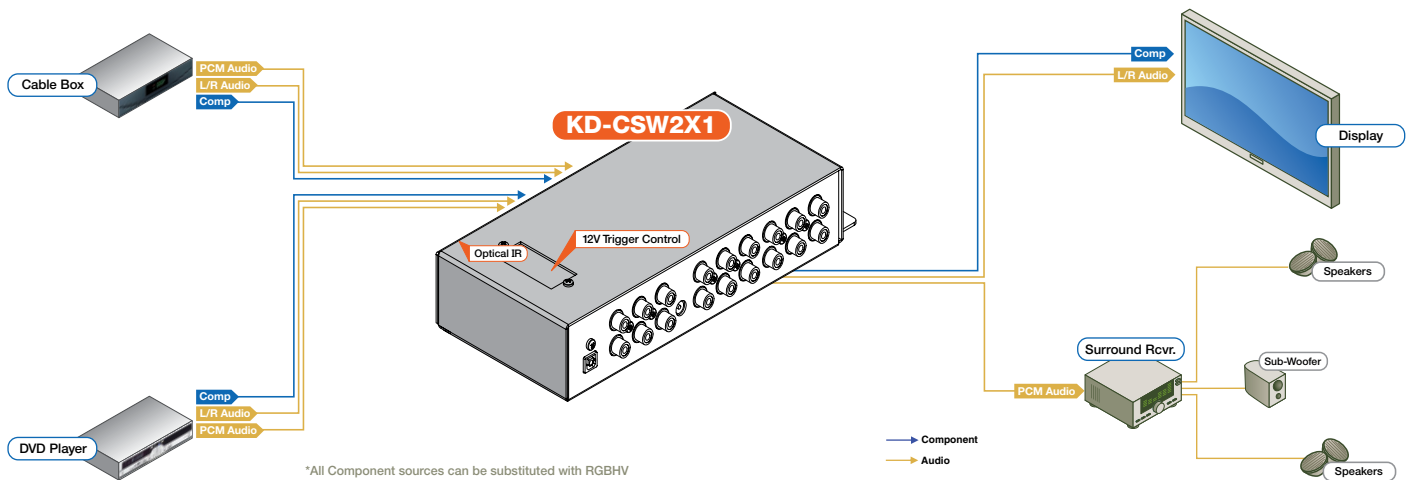 PCM Audio
L/R Audio
Comp
Cable Box
KD-CSW2X1
Comp
L/R Audio
Display
Optical IR
12V Trigger Control
Speakers
Surround Rcvr.
Sub-Woofer
PCM Audio
Comp
L/R Audio
PCM Audio
DVD Player
Component
Audio
Speakers
*All Component sources can be substituted with RGBHV